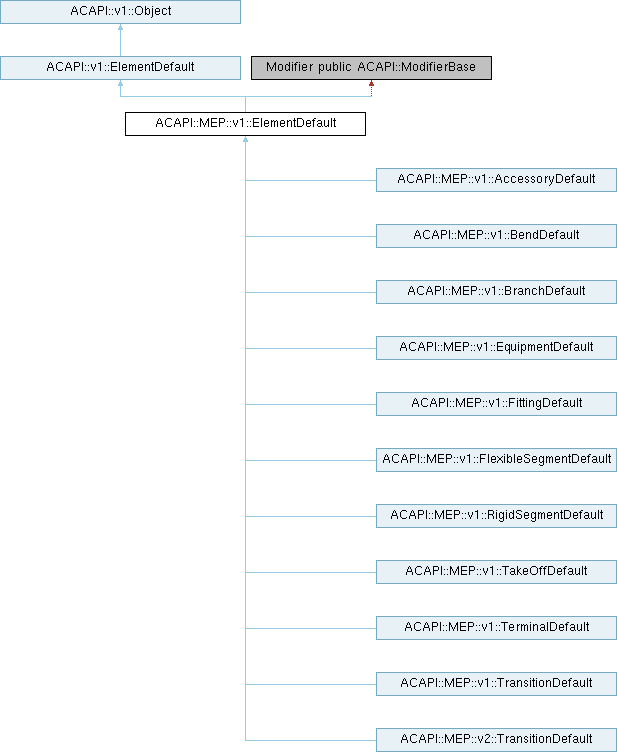 ACAPI::v1::Object
ACAPI::v1::ElementDefault
Modifier public ACAPI::ModifierBase
ACAPI::MEP::v1::ElementDefault
ACAPI::MEP::v1::AccessoryDefault
ACAPI::MEP::v1::BendDefault
ACAPI::MEP::v1::BranchDefault
ACAPI::MEP::v1::EquipmentDefault
ACAPI::MEP::v1::FittingDefault
ACAPI::MEP::v1::FlexibleSegmentDefault
ACAPI::MEP::v1::RigidSegmentDefault
ACAPI::MEP::v1::TakeOffDefault
ACAPI::MEP::v1::TerminalDefault
ACAPI::MEP::v1::TransitionDefault
ACAPI::MEP::v2::TransitionDefault